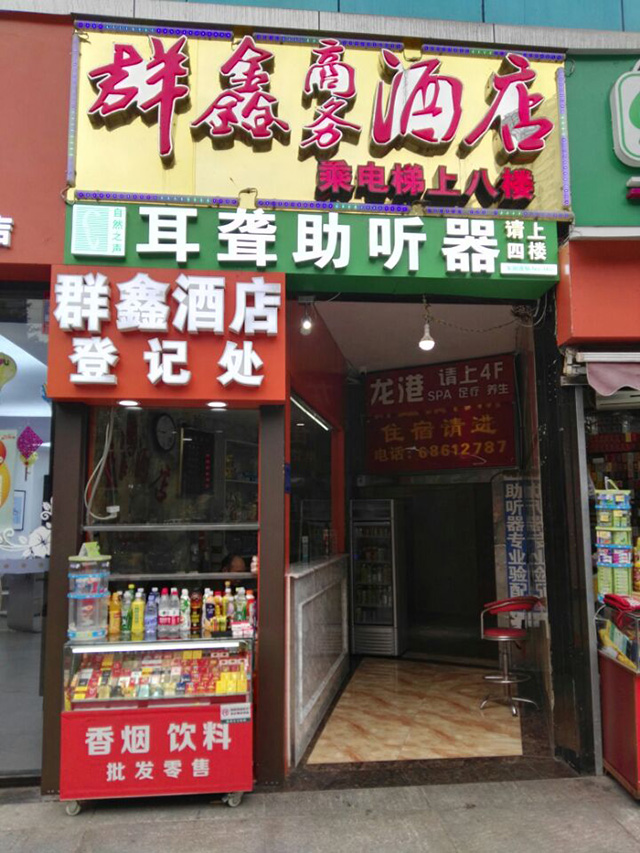 群鑫商务酒店
乘电梯上八楼
自然之声
耳聋助听器
请上
四楼
群鑫酒店
登记处
龙港 请上4F
SPA 足疗 养生
住宿请进
电话:68612787
助听器专业验配
香烟 饮料
批发零售